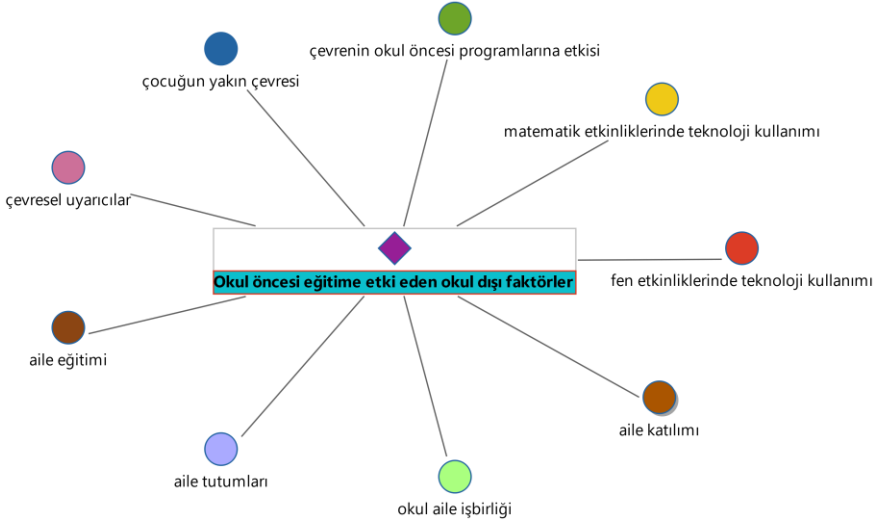 çevrenin okul öncesi programlarına etkisi
çocuğun yakın çevresi
matematik etkinliklerinde teknoloji kullanımı
çevresel uyarıcılar
Okul öncesi eğitime etki eden okul dışı faktörler
fen etkinliklerinde teknoloji kullanımı
aile eğitimi
aile katılımı
aile tutumları
okul aile işbirliği